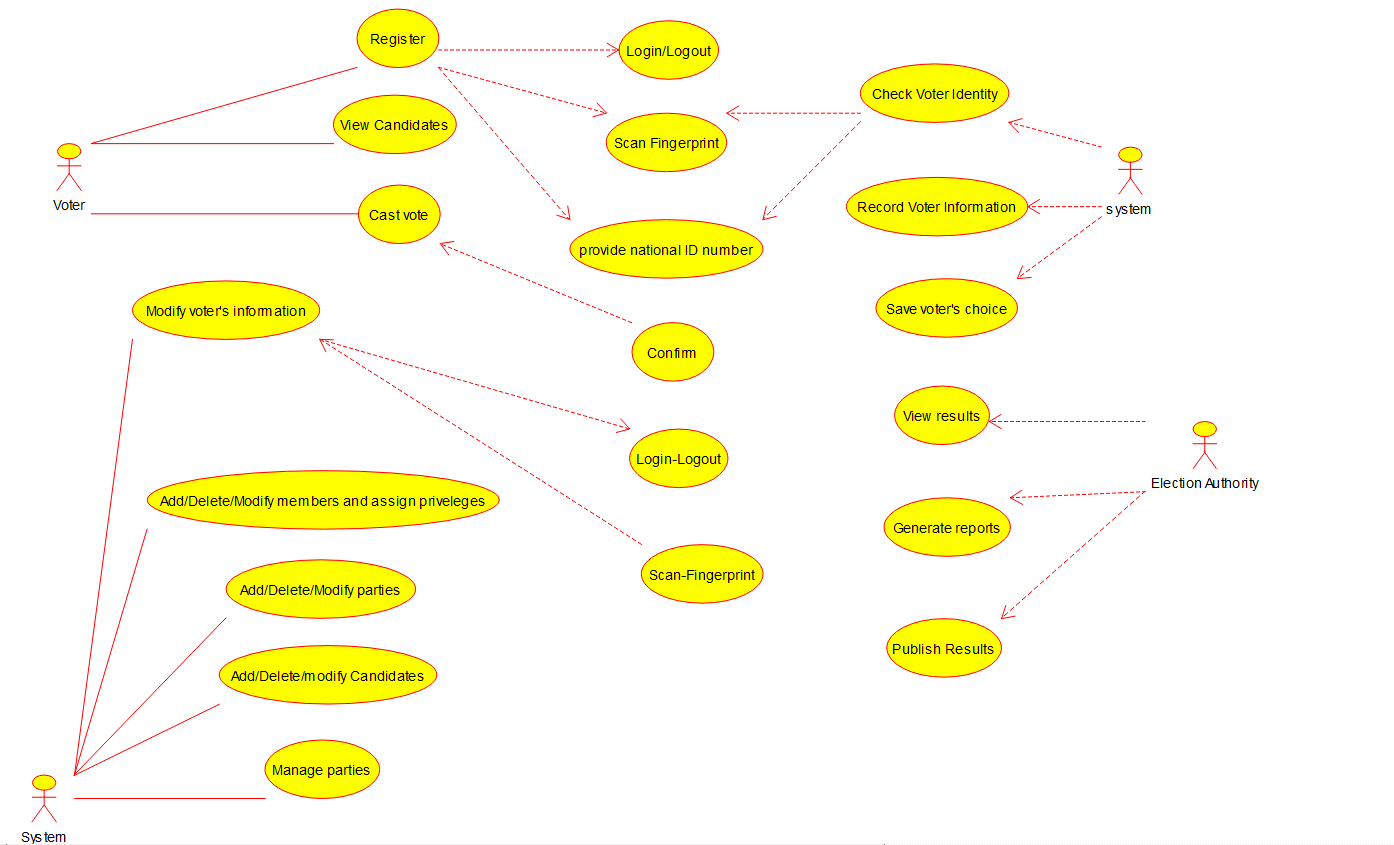 Register
Login/Logout
Check Voter Identity
View Candidates
Scan Fingerprint
Voter
system
Cast vote
Record Voter Information
provide national ID number
Modify voter's information
Save voter's choice
Confirm
View results
Login-Logout
Election Authority
Add/Delete/Modify members and assign priveleges
Generate reports
Scan-Fingerprint
Add/Delete/Modify parties
Publish Results
Add/Delete/modify Candidates
Manage parties
System